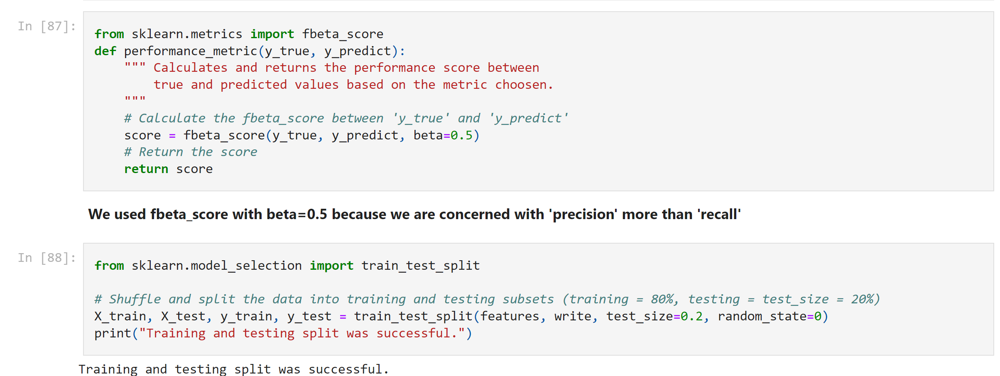 In [87]:
from sklearn.metrics import fbeta_score
def performance_metric(y_true, y_predict):
    """ Calculates and returns the performance score between
        true and predicted values based on the metric choosen.
    """
    # Calculate the fbeta_score between 'y_true' and 'y_predict'
    score = fbeta_score(y_true, y_predict, beta=0.5)
    # Return the score
    return score
We used fbeta_score with beta=0.5 because we are concerned with 'precision' more than 'recall'
In [88]:
from sklearn.model_selection import train_test_split
# Shuffle and split the data into training and testing subsets (training = 80%, testing = test_size = 20%)
X_train, X_test, y_train, y_test = train_test_split(features, write, test_size=0.2, random_state=0)
print("Training and testing split was successful.")
Training and testing split was successful.